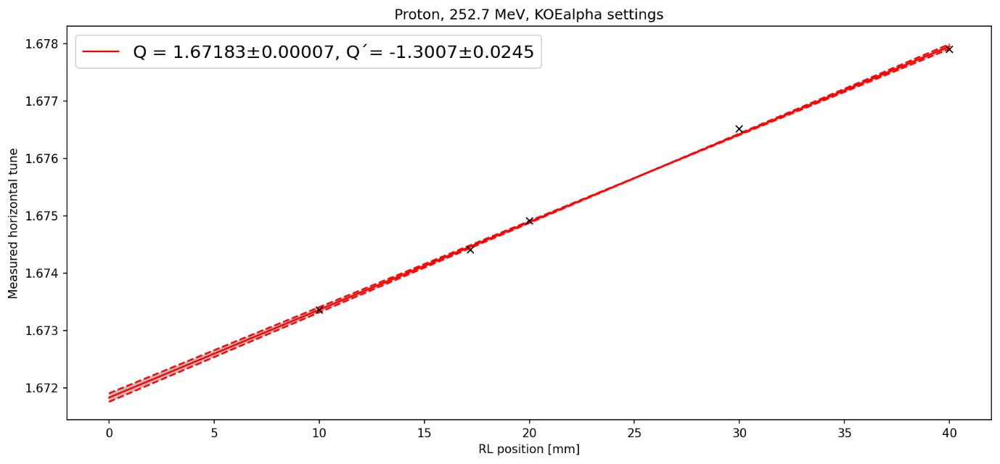 Proton, 252.7 MeV, KOEalpha settings
Q = 1.67183±0.00007, Q´= -1.3007±0.0245
Measured horizontal tune
1.678
1.677
1.676
1.675
1.674
1.673
1.672
0 5 10 15 20 25 30 35 40
RL position [mm]